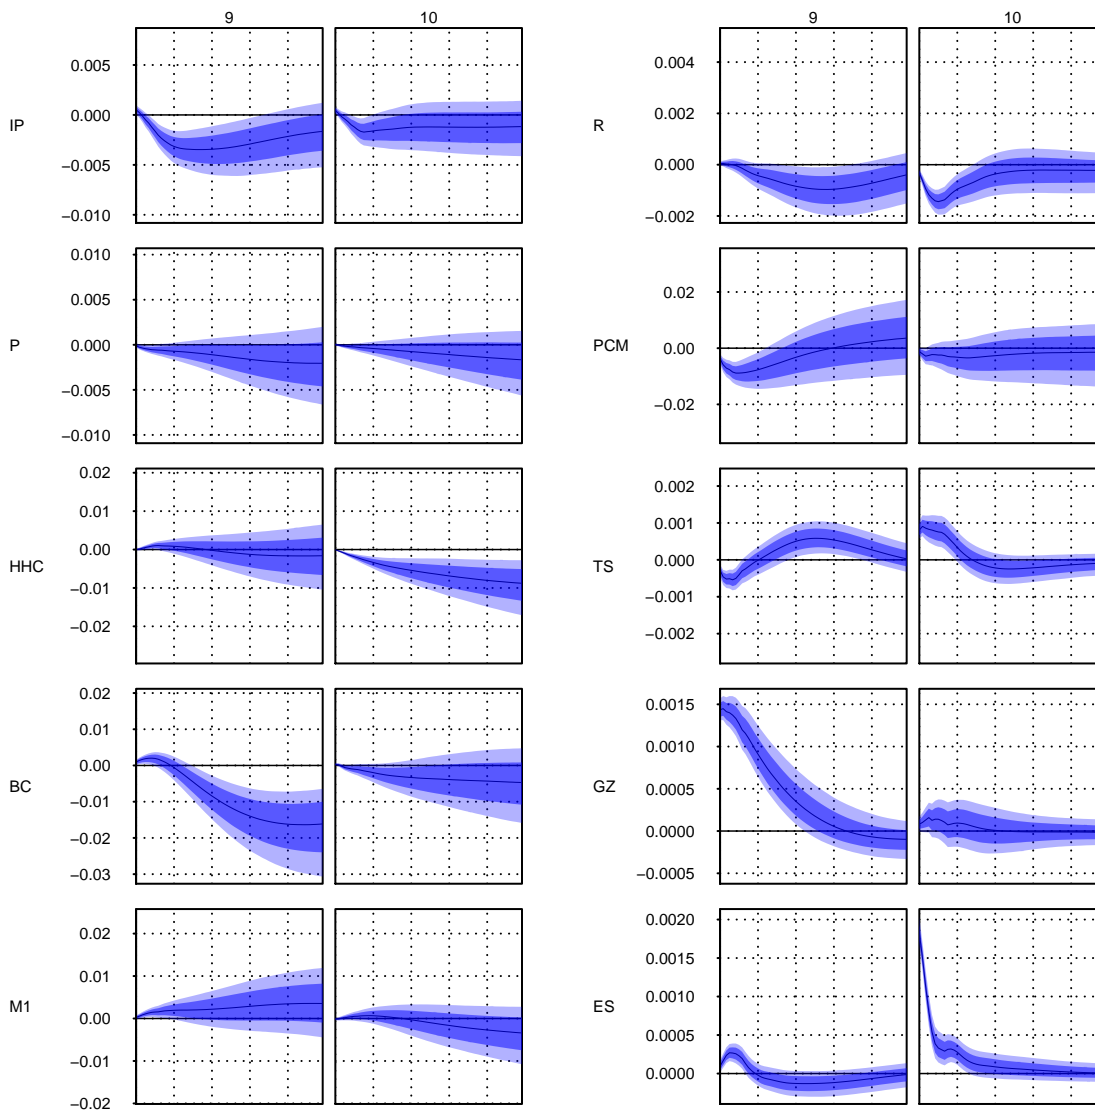 9 10
IP 0.005 0.000 −0.005 −0.010
P 0.010 0.005 0.000 −0.005 −0.010
HHC 0.02 0.01 0.00 −0.01 −0.02
BC 0.02 0.01 0.00 −0.01 −0.02 −0.03
M1 0.02 0.01 0.00 −0.01 −0.02
9 10
R 0.004 0.002 0.000 −0.002
PCM 0.02 0.00 −0.02
TS 0.002 0.001 0.000 −0.001 −0.002
GZ 0.0015 0.0010 0.0005 0.0000 −0.0005
ES 0.0020 0.0015 0.0010 0.0005 0.0000